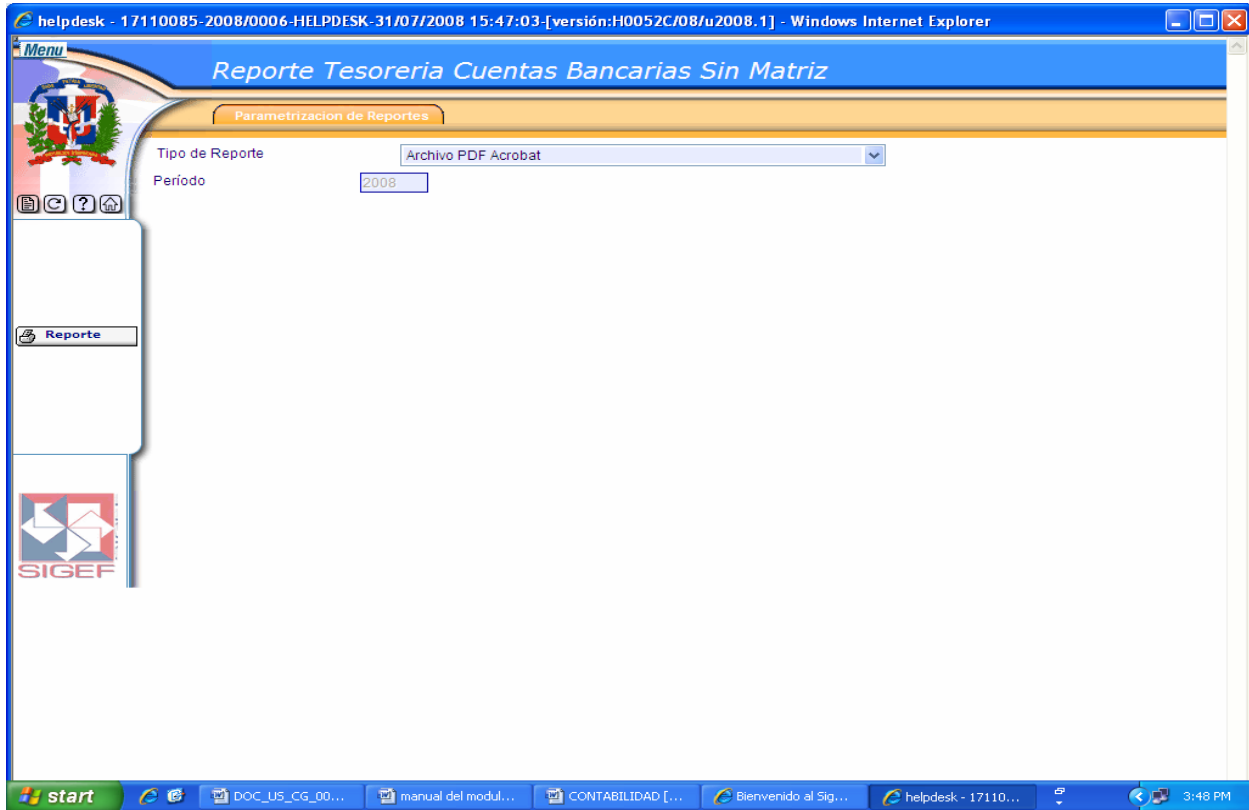 helpdesk - 17110085-2008/0006-HELPDESK-31/07/2008 15:47:03-[versión:H0052C/08/u2008.1] - Windows Internet Explorer
Menu
Reporte Tesoreria Cuentas Bancarias Sin Matriz
Parametrizacion de Reportes
Tipo de Reporte Archivo PDF Acrobat
Período 2008
Reporte
SIGEF
start DOC_US_CG_00... manual del modul... CONTABILIDAD [... Bienvenido al Sig... helpdesk - 17110... 3:48 PM